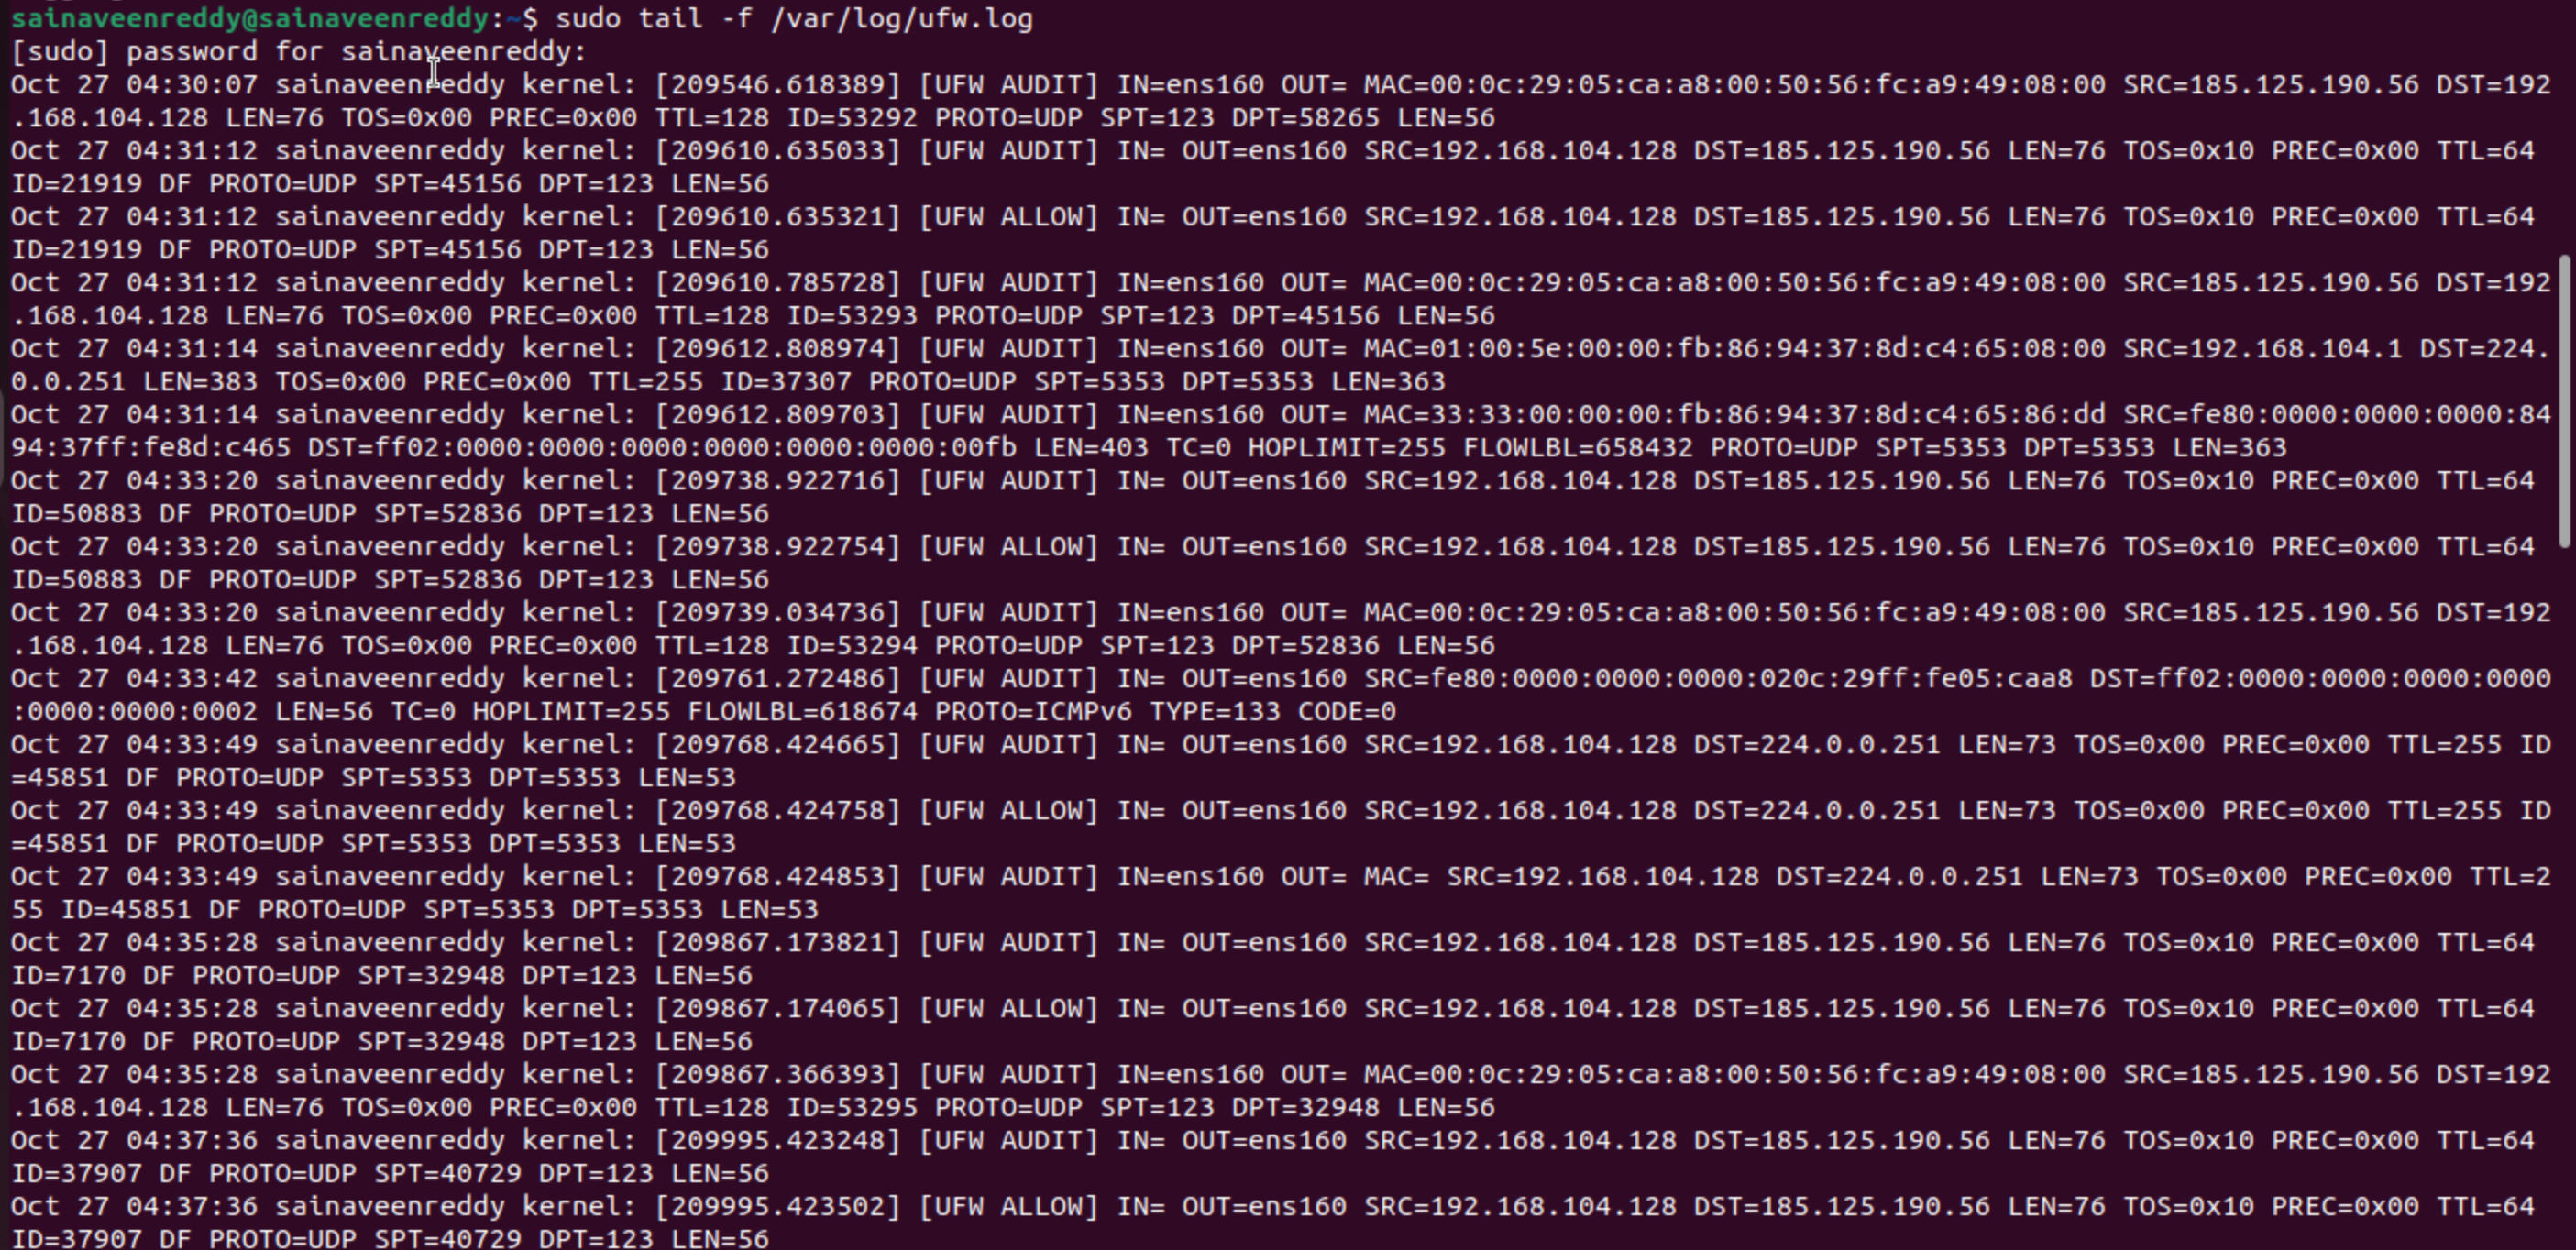 sainaveenreddy@sainaveenreddy:~$ sudo tail -f /var/log/ufw.log
[sudo] password for sainaveenreddy:
Oct 27 04:30:07 sainaveenreddy kernel: [209546.618389] [UFW AUDIT] IN=ens160 OUT= MAC=00:0c:29:05:ca:a8:00:50:56:fc:a9:49:08:00 SRC=185.125.190.56 DST=192
.168.104.128 LEN=76 TOS=0x00 PREC=0x00 TTL=128 ID=53292 PROTO=UDP SPT=123 DPT=58265 LEN=56
Oct 27 04:31:12 sainaveenreddy kernel: [209610.635033] [UFW AUDIT] IN= OUT=ens160 SRC=192.168.104.128 DST=185.125.190.56 LEN=76 TOS=0x10 PREC=0x00 TTL=64
ID=21919 DF PROTO=UDP SPT=45156 DPT=123 LEN=56
Oct 27 04:31:12 sainaveenreddy kernel: [209610.635321] [UFW ALLOW] IN= OUT=ens160 SRC=192.168.104.128 DST=185.125.190.56 LEN=76 TOS=0x10 PREC=0x00 TTL=64
ID=21919 DF PROTO=UDP SPT=45156 DPT=123 LEN=56
Oct 27 04:31:12 sainaveenreddy kernel: [209610.785728] [UFW AUDIT] IN=ens160 OUT= MAC=00:0c:29:05:ca:a8:00:50:56:fc:a9:49:08:00 SRC=185.125.190.56 DST=192
.168.104.128 LEN=76 TOS=0x00 PREC=0x00 TTL=128 ID=53293 PROTO=UDP SPT=123 DPT=45156 LEN=56
Oct 27 04:31:14 sainaveenreddy kernel: [209612.808974] [UFW AUDIT] IN=ens160 OUT= MAC=01:00:5e:00:00:fb:86:94:37:8d:c4:65:08:00 SRC=192.168.104.1 DST=224.
0.0.251 LEN=383 TOS=0x00 PREC=0x00 TTL=255 ID=37307 PROTO=UDP SPT=5353 DPT=5353 LEN=363
Oct 27 04:31:14 sainaveenreddy kernel: [209612.809703] [UFW AUDIT] IN=ens160 OUT= MAC=33:33:00:00:00:fb:86:94:37:8d:c4:65:86:dd SRC=fe80:0000:0000:0000:84
94:37ff:fe8d:c465 DST=ff02:0000:0000:0000:0000:0000:0000:00fb LEN=403 TC=0 HOPLIMIT=255 FLOWLBL=658432 PROTO=UDP SPT=5353 DPT=5353 LEN=363
Oct 27 04:33:20 sainaveenreddy kernel: [209738.922716] [UFW AUDIT] IN= OUT=ens160 SRC=192.168.104.128 DST=185.125.190.56 LEN=76 TOS=0x10 PREC=0x00 TTL=64
ID=50883 DF PROTO=UDP SPT=52836 DPT=123 LEN=56
Oct 27 04:33:20 sainaveenreddy kernel: [209738.922754] [UFW ALLOW] IN= OUT=ens160 SRC=192.168.104.128 DST=185.125.190.56 LEN=76 TOS=0x10 PREC=0x00 TTL=64
ID=50883 DF PROTO=UDP SPT=52836 DPT=123 LEN=56
Oct 27 04:33:20 sainaveenreddy kernel: [209739.034736] [UFW AUDIT] IN=ens160 OUT= MAC=00:0c:29:05:ca:a8:00:50:56:fc:a9:49:08:00 SRC=185.125.190.56 DST=192
.168.104.128 LEN=76 TOS=0x00 PREC=0x00 TTL=128 ID=53294 PROTO=UDP SPT=123 DPT=52836 LEN=56
Oct 27 04:33:42 sainaveenreddy kernel: [209761.272486] [UFW AUDIT] IN= OUT=ens160 SRC=fe80:0000:0000:0000:020c:29ff:fe05:caa8 DST=ff02:0000:0000:0000:0000
:0000:0000:0002 LEN=56 TC=0 HOPLIMIT=255 FLOWLBL=618674 PROTO=ICMPv6 TYPE=133 CODE=0
Oct 27 04:33:49 sainaveenreddy kernel: [209768.424665] [UFW AUDIT] IN= OUT=ens160 SRC=192.168.104.128 DST=224.0.0.251 LEN=73 TOS=0x00 PREC=0x00 TTL=255 ID
=45851 DF PROTO=UDP SPT=5353 DPT=5353 LEN=53
Oct 27 04:33:49 sainaveenreddy kernel: [209768.424758] [UFW ALLOW] IN= OUT=ens160 SRC=192.168.104.128 DST=224.0.0.251 LEN=73 TOS=0x00 PREC=0x00 TTL=255 ID
=45851 DF PROTO=UDP SPT=5353 DPT=5353 LEN=53
Oct 27 04:33:49 sainaveenreddy kernel: [209768.424853] [UFW AUDIT] IN=ens160 OUT= MAC= SRC=192.168.104.128 DST=224.0.0.251 LEN=73 TOS=0x00 PREC=0x00 TTL=2
55 ID=45851 DF PROTO=UDP SPT=5353 DPT=5353 LEN=53
Oct 27 04:35:28 sainaveenreddy kernel: [209867.173821] [UFW AUDIT] IN= OUT=ens160 SRC=192.168.104.128 DST=185.125.190.56 LEN=76 TOS=0x10 PREC=0x00 TTL=64
ID=7170 DF PROTO=UDP SPT=32948 DPT=123 LEN=56
Oct 27 04:35:28 sainaveenreddy kernel: [209867.174065] [UFW ALLOW] IN= OUT=ens160 SRC=192.168.104.128 DST=185.125.190.56 LEN=76 TOS=0x10 PREC=0x00 TTL=64
ID=7170 DF PROTO=UDP SPT=32948 DPT=123 LEN=56
Oct 27 04:35:28 sainaveenreddy kernel: [209867.366393] [UFW AUDIT] IN=ens160 OUT= MAC=00:0c:29:05:ca:a8:00:50:56:fc:a9:49:08:00 SRC=185.125.190.56 DST=192
.168.104.128 LEN=76 TOS=0x00 PREC=0x00 TTL=128 ID=53295 PROTO=UDP SPT=123 DPT=32948 LEN=56
Oct 27 04:37:36 sainaveenreddy kernel: [209995.423248] [UFW AUDIT] IN= OUT=ens160 SRC=192.168.104.128 DST=185.125.190.56 LEN=76 TOS=0x10 PREC=0x00 TTL=64
ID=37907 DF PROTO=UDP SPT=40729 DPT=123 LEN=56
Oct 27 04:37:36 sainaveenreddy kernel: [209995.423502] [UFW ALLOW] IN= OUT=ens160 SRC=192.168.104.128 DST=185.125.190.56 LEN=76 TOS=0x10 PREC=0x00 TTL=64
ID=37907 DF PROTO=UDP SPT=40729 DPT=123 LEN=56